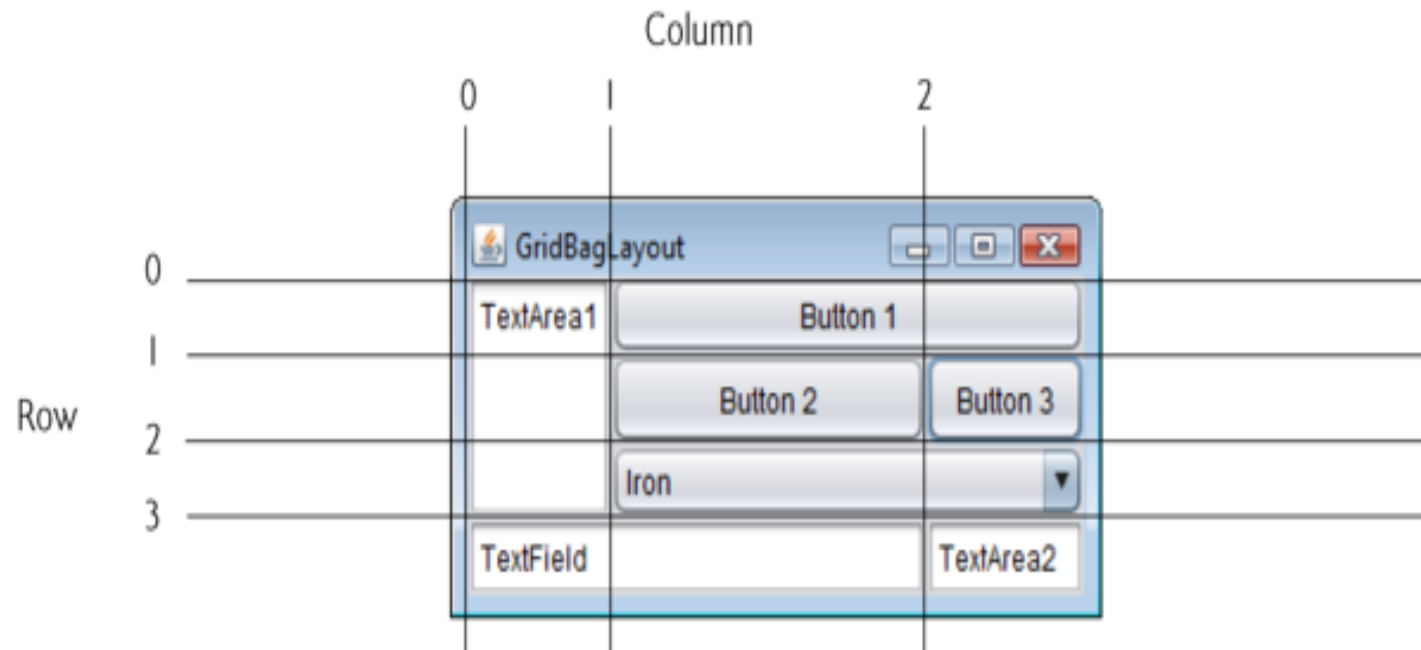 Column
0 1 2
GridBagLayout
0
TextArea1 Button 1
1
Button 2 Button 3
Row
2
Iron
3
TextField TextArea2